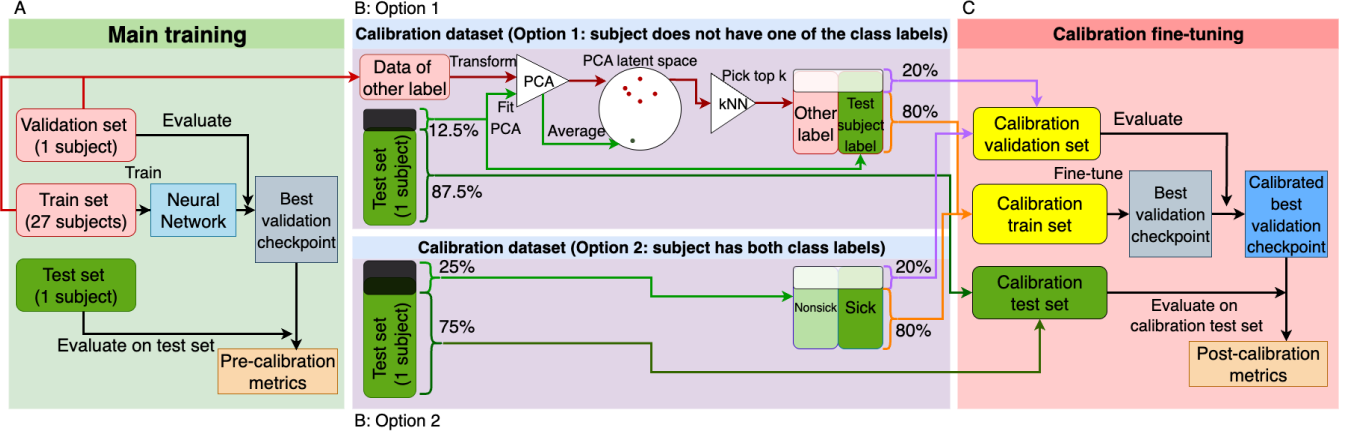 A
Main training
Validation set
(1 subject)
Evaluate
Train
Train set
(27 subjects)
Neural
Network
Best
validation
checkpoint
Test set
(1 subject)
Evaluate on test set
Pre-calibration
metrics
B: Option 1
Calibration dataset (Option 1: subject does not have one of the class labels)
Data of
other label
Transform
PCA
PCA latent space
Pick top k
kNN
Fit
PCA
Average
Other
label
Test
subject
label
20%
80%
12.5%
87.5%
Test set
(1 subject)
Calibration dataset (Option 2: subject has both class labels)
25%
75%
Test set
(1 subject)
Nonsick
Sick
20%
80%
B: Option 2
C
Calibration fine-tuning
Calibration
validation set
Evaluate
Fine-tune
Calibration
train set
Best
validation
checkpoint
Calibrated
best
validation
checkpoint
Calibration
test set
Evaluate on
calibration test set
Post-calibration
metrics